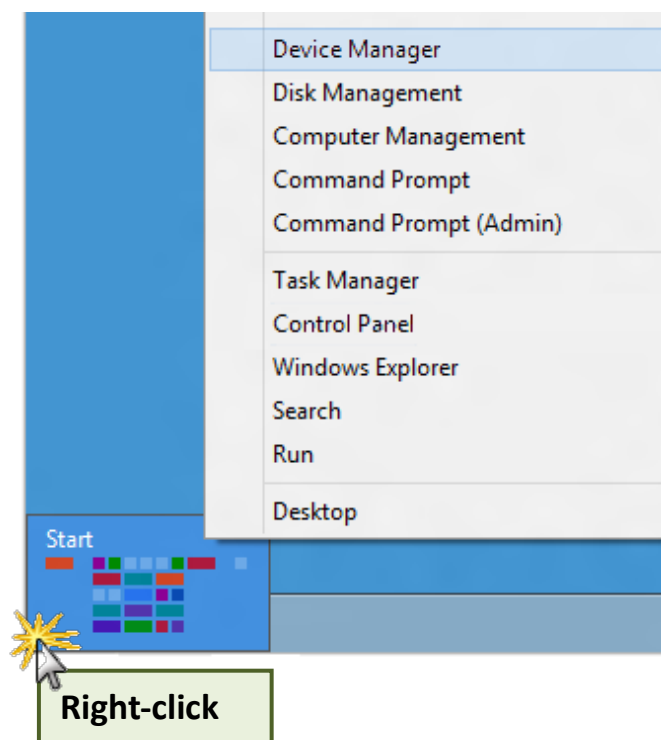 Device Manager
Disk Management
Computer Management
Command Prompt
Command Prompt (Admin)
Task Manager
Control Panel
Windows Explorer
Search
Run
Desktop
Start
Right-click